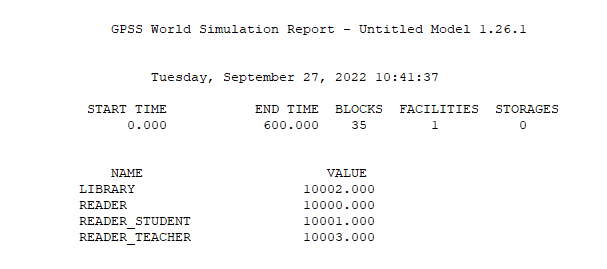 GPSS World Simulation Report - Untitled Model 1.26.1
Tuesday, September 27, 2022 10:41:37
START TIME END TIME BLOCKS FACILITIES STORAGES
0.000 600.000 35 1 0
NAME VALUE
LIBRARY 10002.000
READER 10000.000
READER_STUDENT 10001.000
READER_TEACHER 10003.000